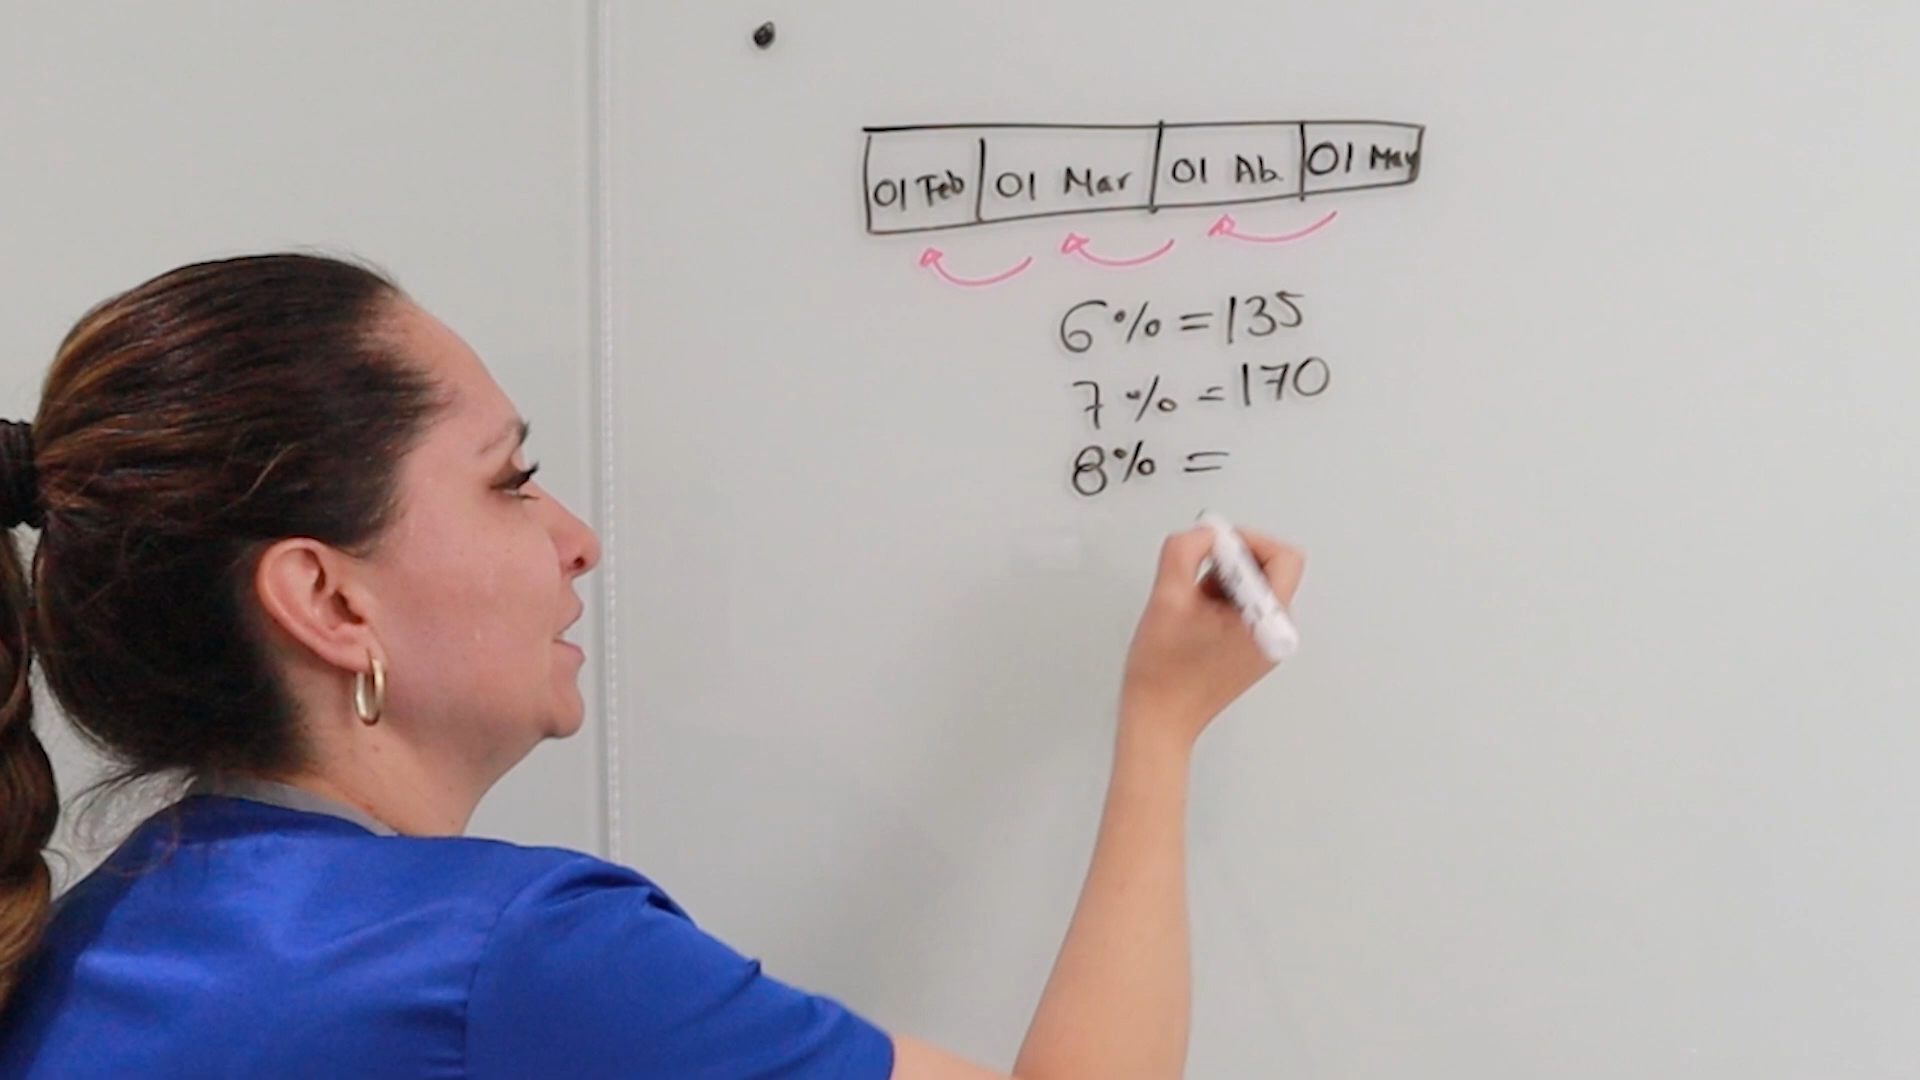 01 Feb 01 Mar 01 Ab. 01 May
6% = 135
7% = 170
8% =